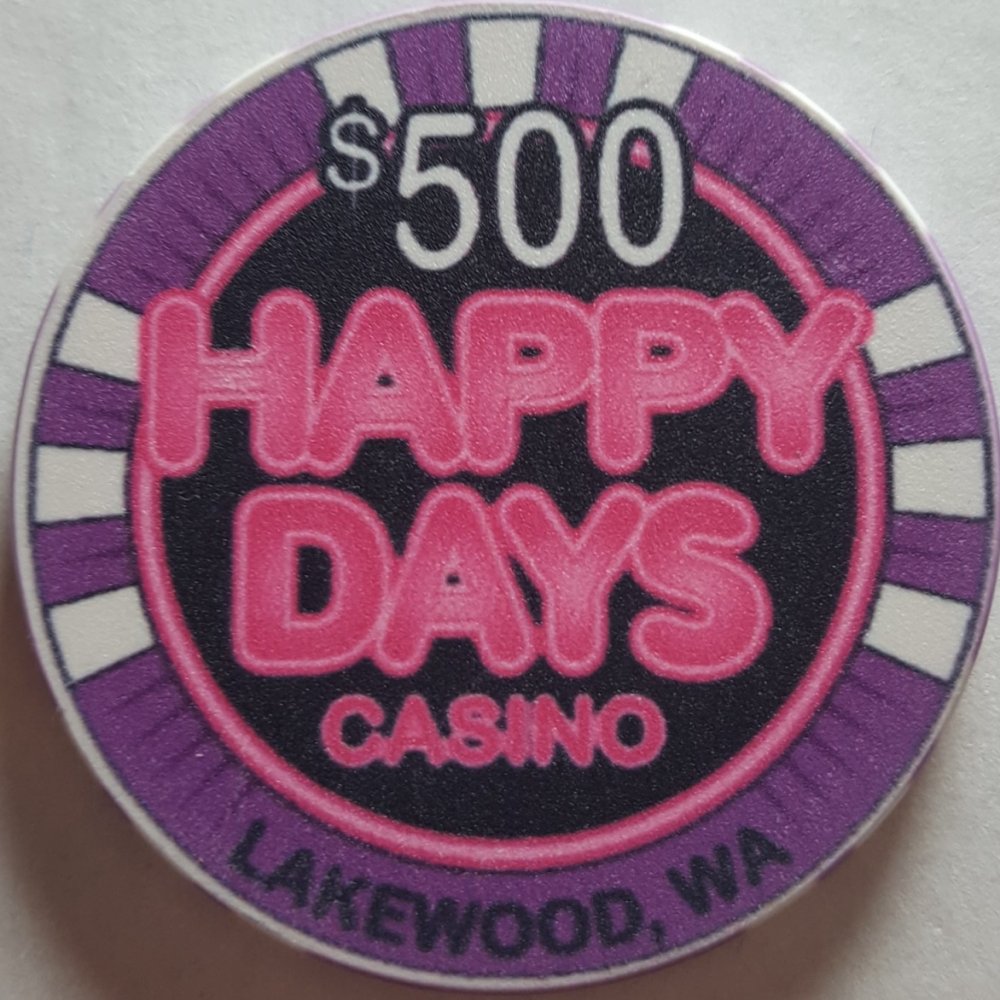 $500
HAPPY
DAYS
CASINO
LAKEWOOD, WA